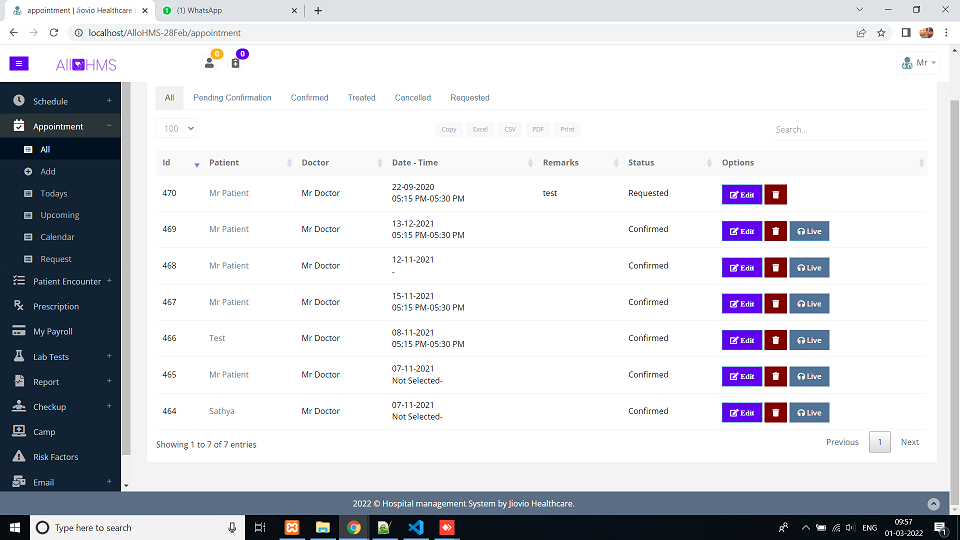 appointment | Jiovio Healthcare |
(1) WhatsApp
localhost/AlloHMS-28Feb/appointment
AlloHMS
0
0
Mr
Schedule
Appointment
All
Add
Todays
Upcoming
Calendar
Request
Patient Encounter
Prescription
My Payroll
Lab Tests
Report
Checkup
Camp
Risk Factors
Email
All Pending Confirmation Confirmed Treated Cancelled Requested
100 Copy Excel CSV PDF Print Search...
Id Patient Doctor Date - Time Remarks Status Options
470 Mr Patient Mr Doctor 22-09-2020 05:15 PM-05:30 PM test Requested Edit
469 Mr Patient Mr Doctor 13-12-2021 05:15 PM-05:30 PM Confirmed Edit Live
468 Mr Patient Mr Doctor 12-11-2021 - Confirmed Edit Live
467 Mr Patient Mr Doctor 15-11-2021 05:15 PM-05:30 PM Confirmed Edit Live
466 Test Mr Doctor 08-11-2021 05:15 PM-05:30 PM Confirmed Edit Live
465 Mr Patient Mr Doctor 07-11-2021 Not Selected- Confirmed Edit Live
464 Sathya Mr Doctor 07-11-2021 Not Selected- Confirmed Edit Live
Showing 1 to 7 of 7 entries
Previous 1 Next
2022 © Hospital management System by Jiovio Healthcare.
Type here to search
ENG
09:57
01-03-2022
1